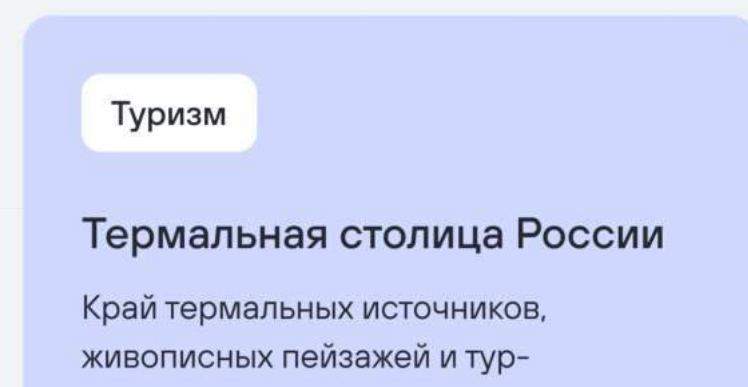 Туризм
Термальная столица России
Край термальных источников,
живописных пейзажей и тур-